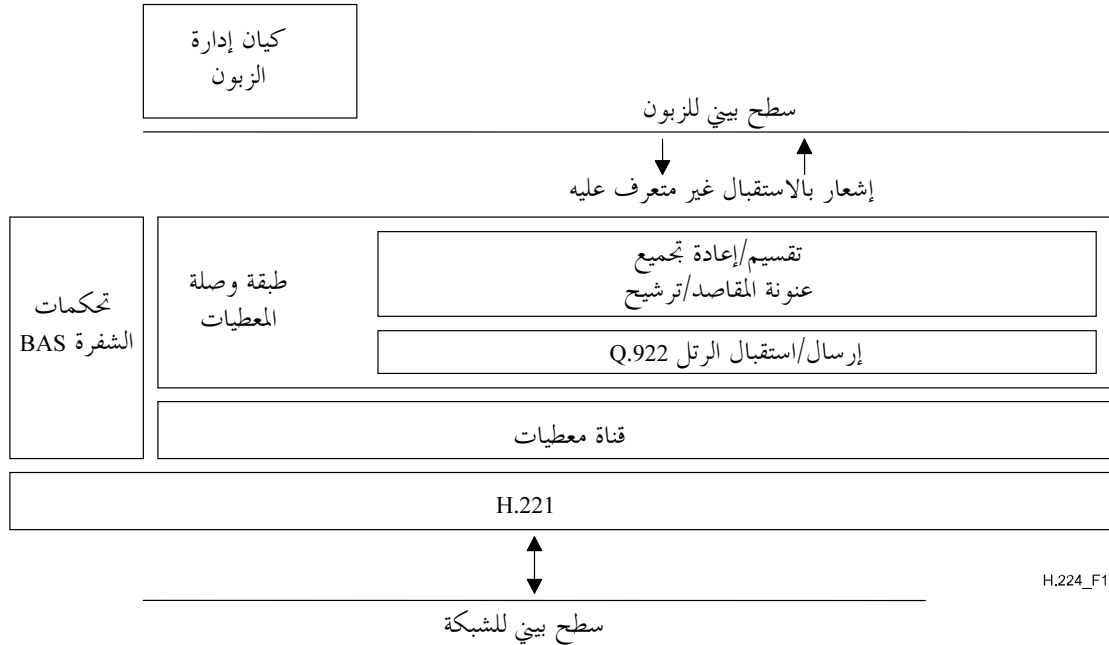 كيان إدارة
الزبون
سطح بيني للزبون
إشعار بالاستقبال غير متعرف عليه
تقسيم/إعادة تجميع
عنونة المقاصد/ترشيح
طبقة وصلة
المعطيات
تحكمات
الشفرة BAS
إرسال/استقبال الرتل Q.922
قناة معطيات
H.221
H.224_F1
سطح بيني للشبكة